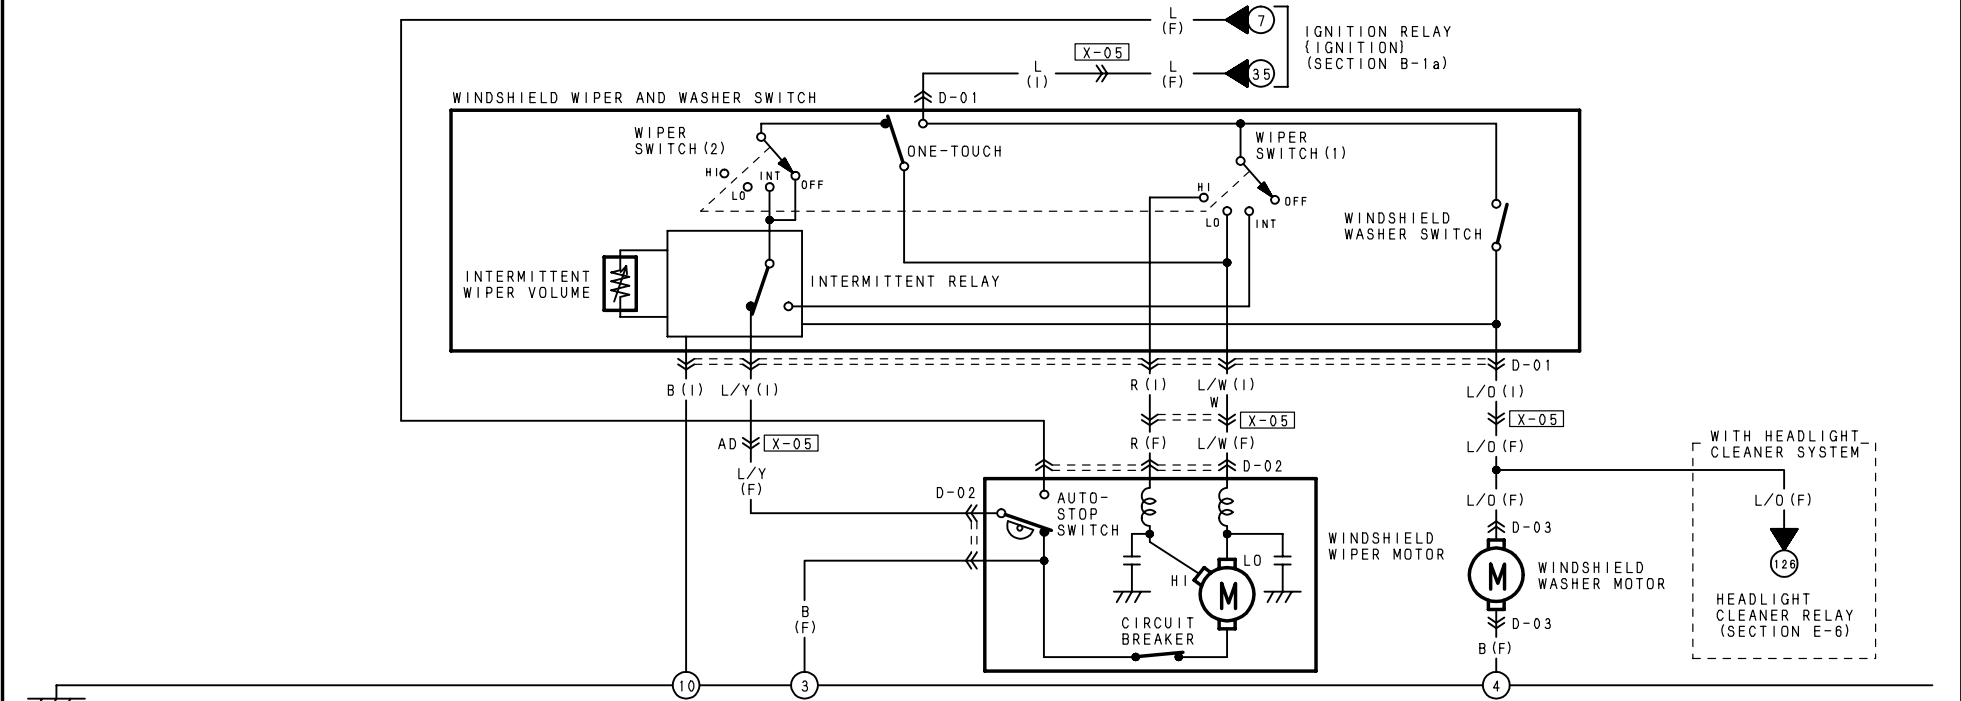 L
(F)
7
IGNITION RELAY
{IGNITION}
(SECTION B-1a)
X-05
L
(I)
L
(F)
35
WINDSHIELD WIPER AND WASHER SWITCH
D-01
WIPER
SWITCH(2)
ONE-TOUCH
WIPER
SWITCH(1)
HI
LO
INT
OFF
HI
LO
INT
OFF
WINDSHIELD
WASHER SWITCH
INTERMITTENT
WIPER VOLUME
INTERMITTENT RELAY
D-01
B(I)
L/Y(I)
R(I)
L/W(I)
W
L/O(I)
X-05
X-05
AD
X-05
R(F)
L/W(F)
L/O(F)
WITH HEADLIGHT
CLEANER SYSTEM
L/Y
(F)
D-02
D-02
AUTO-
STOP
SWITCH
L/O(F)
L/O(F)
D-03
WINDSHIELD
WIPER MOTOR
HI
LO
M
M
WINDSHIELD
WASHER MOTOR
126
HEADLIGHT
CLEANER RELAY
(SECTION E-6)
B
(F)
CIRCUIT
BREAKER
D-03
B(F)
10
3
4